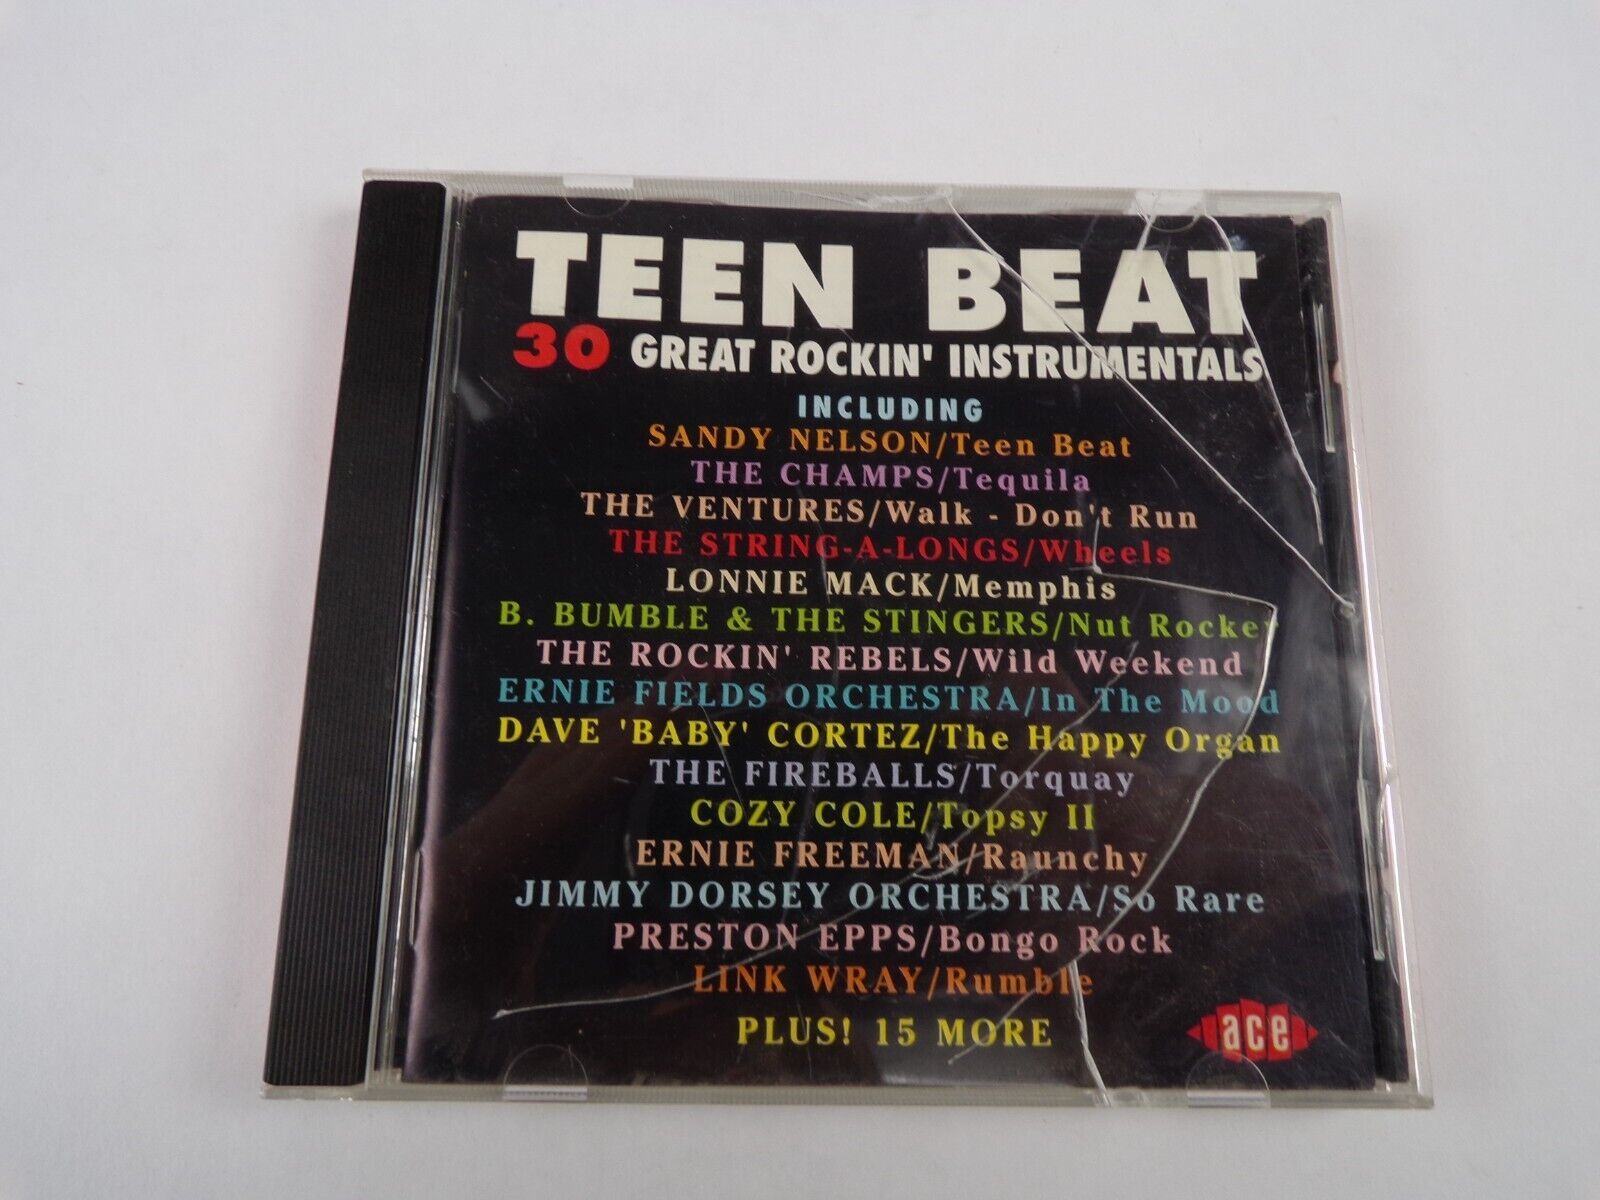 TEEN BEAT
30 GREAT ROCKIN' INSTRUMENTALS
INCLUDING
SANDY NELSON/Teen Beat
THE CHAMPS/Tequila
THE VENTURES/Walk - Don't Run
THE STRING-A-LONGS/Wheels
LONNIE MACK/Memphis
B. BUMBLE & THE STINGERS/Nut Rocker
THE ROCKIN' REBELS/Wild Weekend
ERNIE FIELDS ORCHESTRA/In The Mood
DAVE 'BABY' CORTEZ/The Happy Organ
THE FIREBALLS/Torquay
COZY COLE/Topsy II
ERNIE FREEMAN/Raunchy
JIMMY DORSEY ORCHESTRA/So Rare
PRESTON EPPS/Bongo Rock
LINK WRAY/Rumble
PLUS! 15 MORE
ace